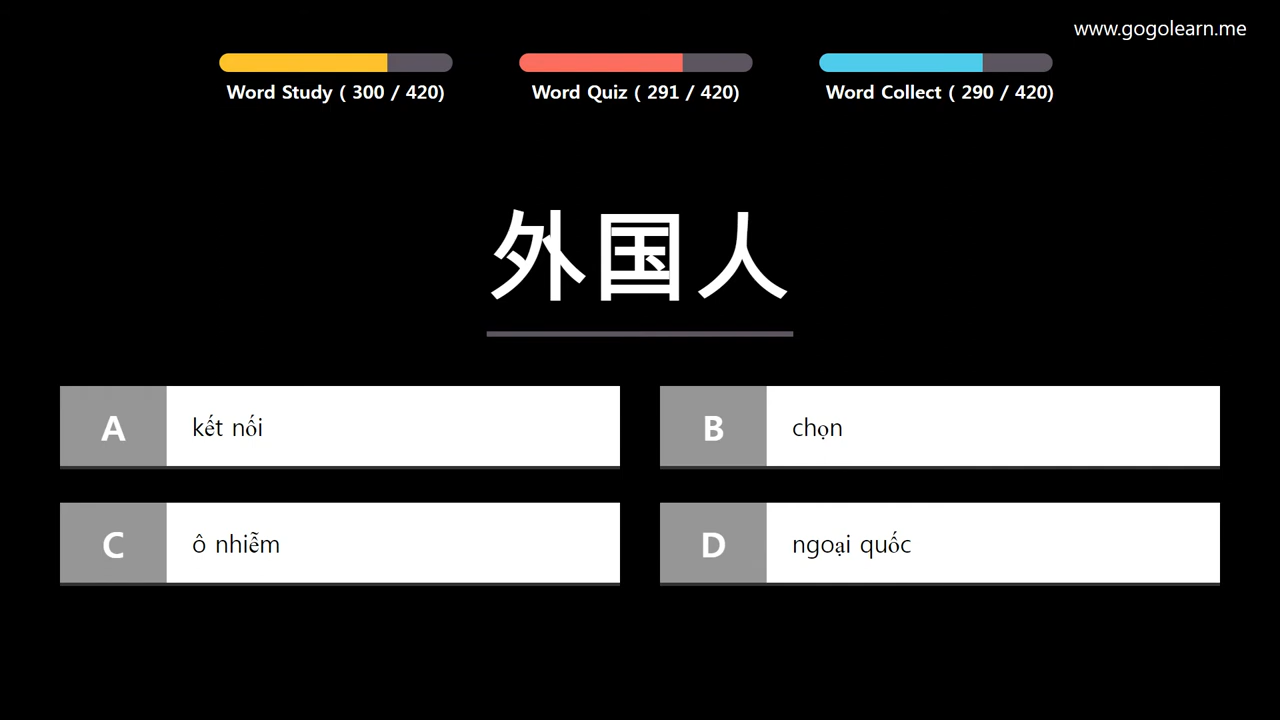 www.gogolearn.me
Word Study ( 300 / 420)
Word Quiz ( 291 / 420)
Word Collect ( 290 / 420)
外国人
A kết nối
B chọn
C ô nhiễm
D ngoại quốc